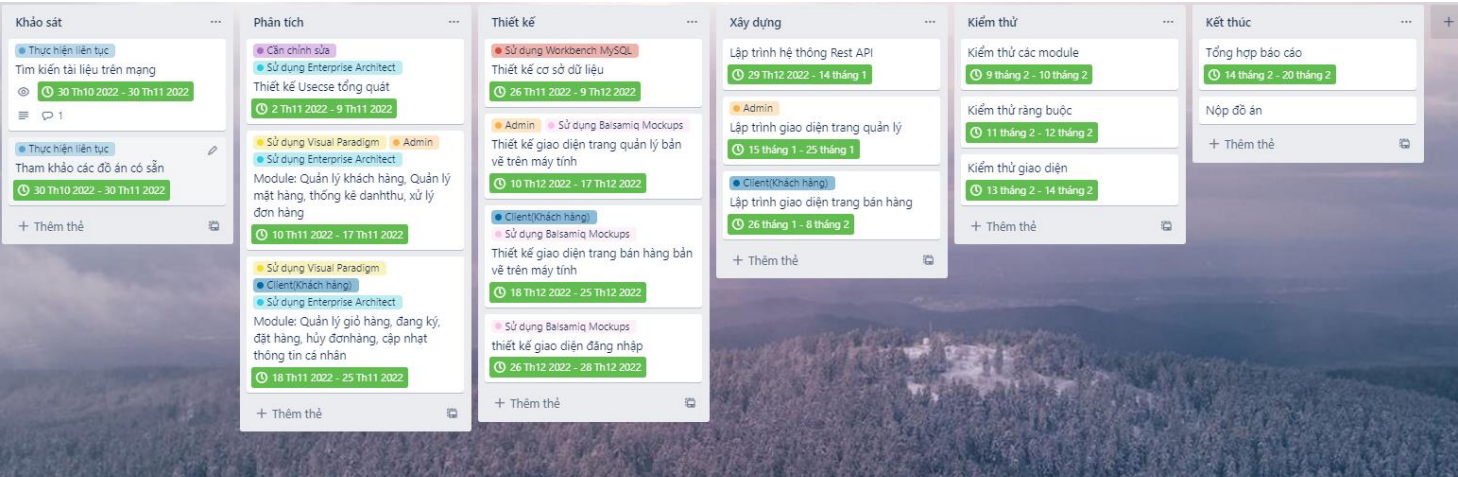 Khảo sát
Thực hiện liên tục
Tìm kiến tài liệu trên mạng
30 Th10 2022 - 30 Th11 2022
1
Thực hiện liên tục
Tham khảo các đồ án có sẵn
30 Th10 2022 - 30 Th11 2022
+ Thêm thẻ
Phân tích
Cần chỉnh sửa
Sử dụng Enterprise Architect
Thiết kế Usecse tổng quát
2 Th11 2022 - 9 Th11 2022
Sử dụng Visual Paradigm Admin
Sử dụng Enterprise Architect
Module: Quản lý khách hàng, Quản lý
mặt hàng, thống kê danhthu, xử lý
đơn hàng
10 Th11 2022 - 17 Th11 2022
Sử dụng Visual Paradigm
Client(Khách hàng)
Sử dụng Enterprise Architect
Module: Quản lý giỏ hàng, đang ký,
đặt hàng, hủy đơnhàng, cập nhạt
thông tin cá nhân
18 Th11 2022 - 25 Th11 2022
+ Thêm thẻ
Thiết kế
Sử dụng Workbench MySQL
Thiết kế cơ sở dữ liệu
26 Th11 2022 - 9 Th12 2022
Admin Sử dụng Balsamiq Mockups
Thiết kế giao diện trang quản lý bản
vẽ trên máy tính
10 Th12 2022 - 17 Th12 2022
Client(Khách hàng)
Sử dụng Balsamiq Mockups
Thiết kế giao diện trang bán hàng bản
vẽ trên máy tính
18 Th12 2022 - 25 Th12 2022
Sử dụng Balsamiq Mockups
thiết kế giao diện đăng nhập
26 Th12 2022 - 28 Th12 2022
+ Thêm thẻ
Xây dựng
Lập trình hệ thông Rest API
29 Th12 2022 - 14 tháng 1
Admin
Lập trình giao diện trang quản lý
15 tháng 1 - 25 tháng 1
Client(Khách hàng)
Lập trình giao diện trang bán hàng
26 tháng 1 - 8 tháng 2
+ Thêm thẻ
Kiểm thử
Kiểm thử các module
9 tháng 2 - 10 tháng 2
Kiểm thử ràng buộc
11 tháng 2 - 12 tháng 2
Kiểm thử giao diện
13 tháng 2 - 14 tháng 2
+ Thêm thẻ
Kết thúc
Tổng hợp báo cáo
14 tháng 2 - 20 tháng 2
Nộp đồ án
+ Thêm thẻ